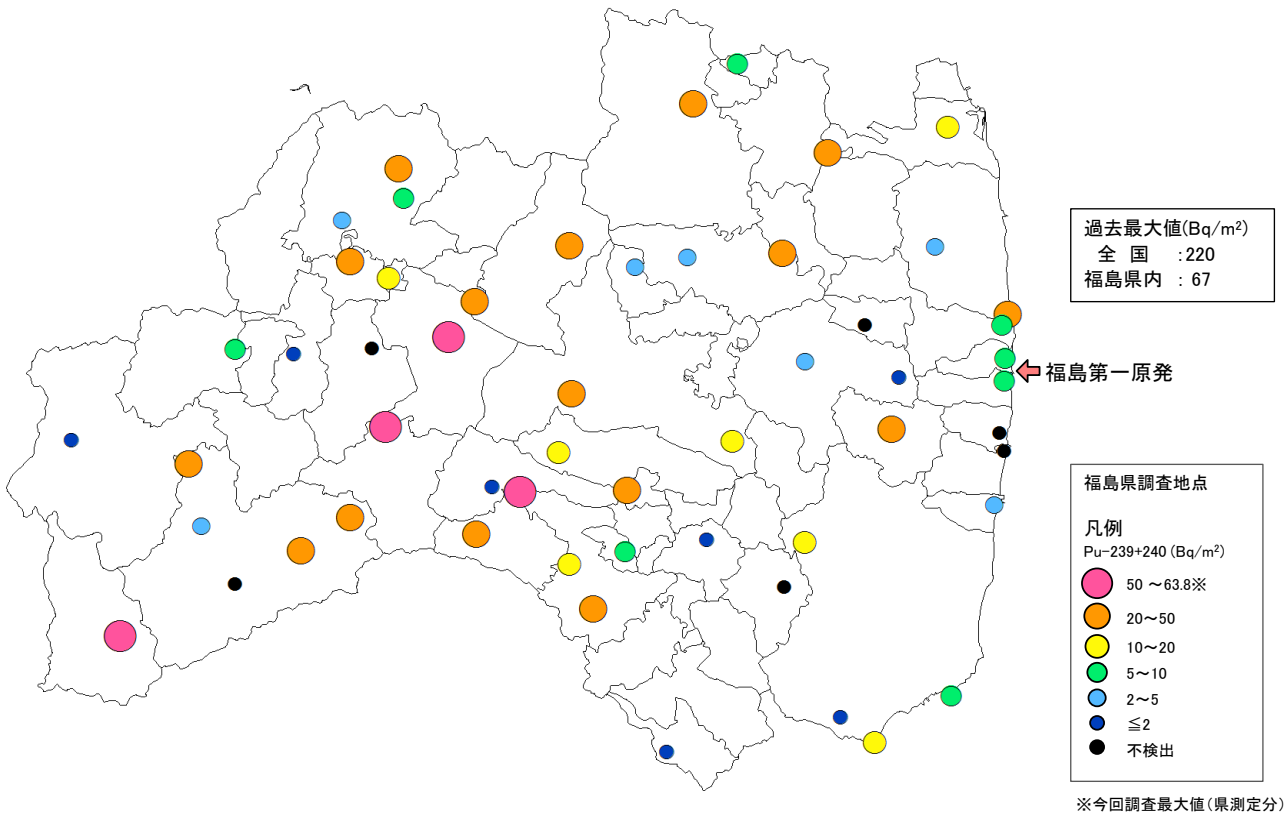 過去最大値(Bq/m²)
全 国 :220
福島県内 : 67
福島第一原発
福島県調査地点
凡例
Pu-239+240 (Bq/m²)
50 ～63.8※
20～50
10～20
5～10
2～5
≦2
不検出
※今回調査最大値(県測定分)